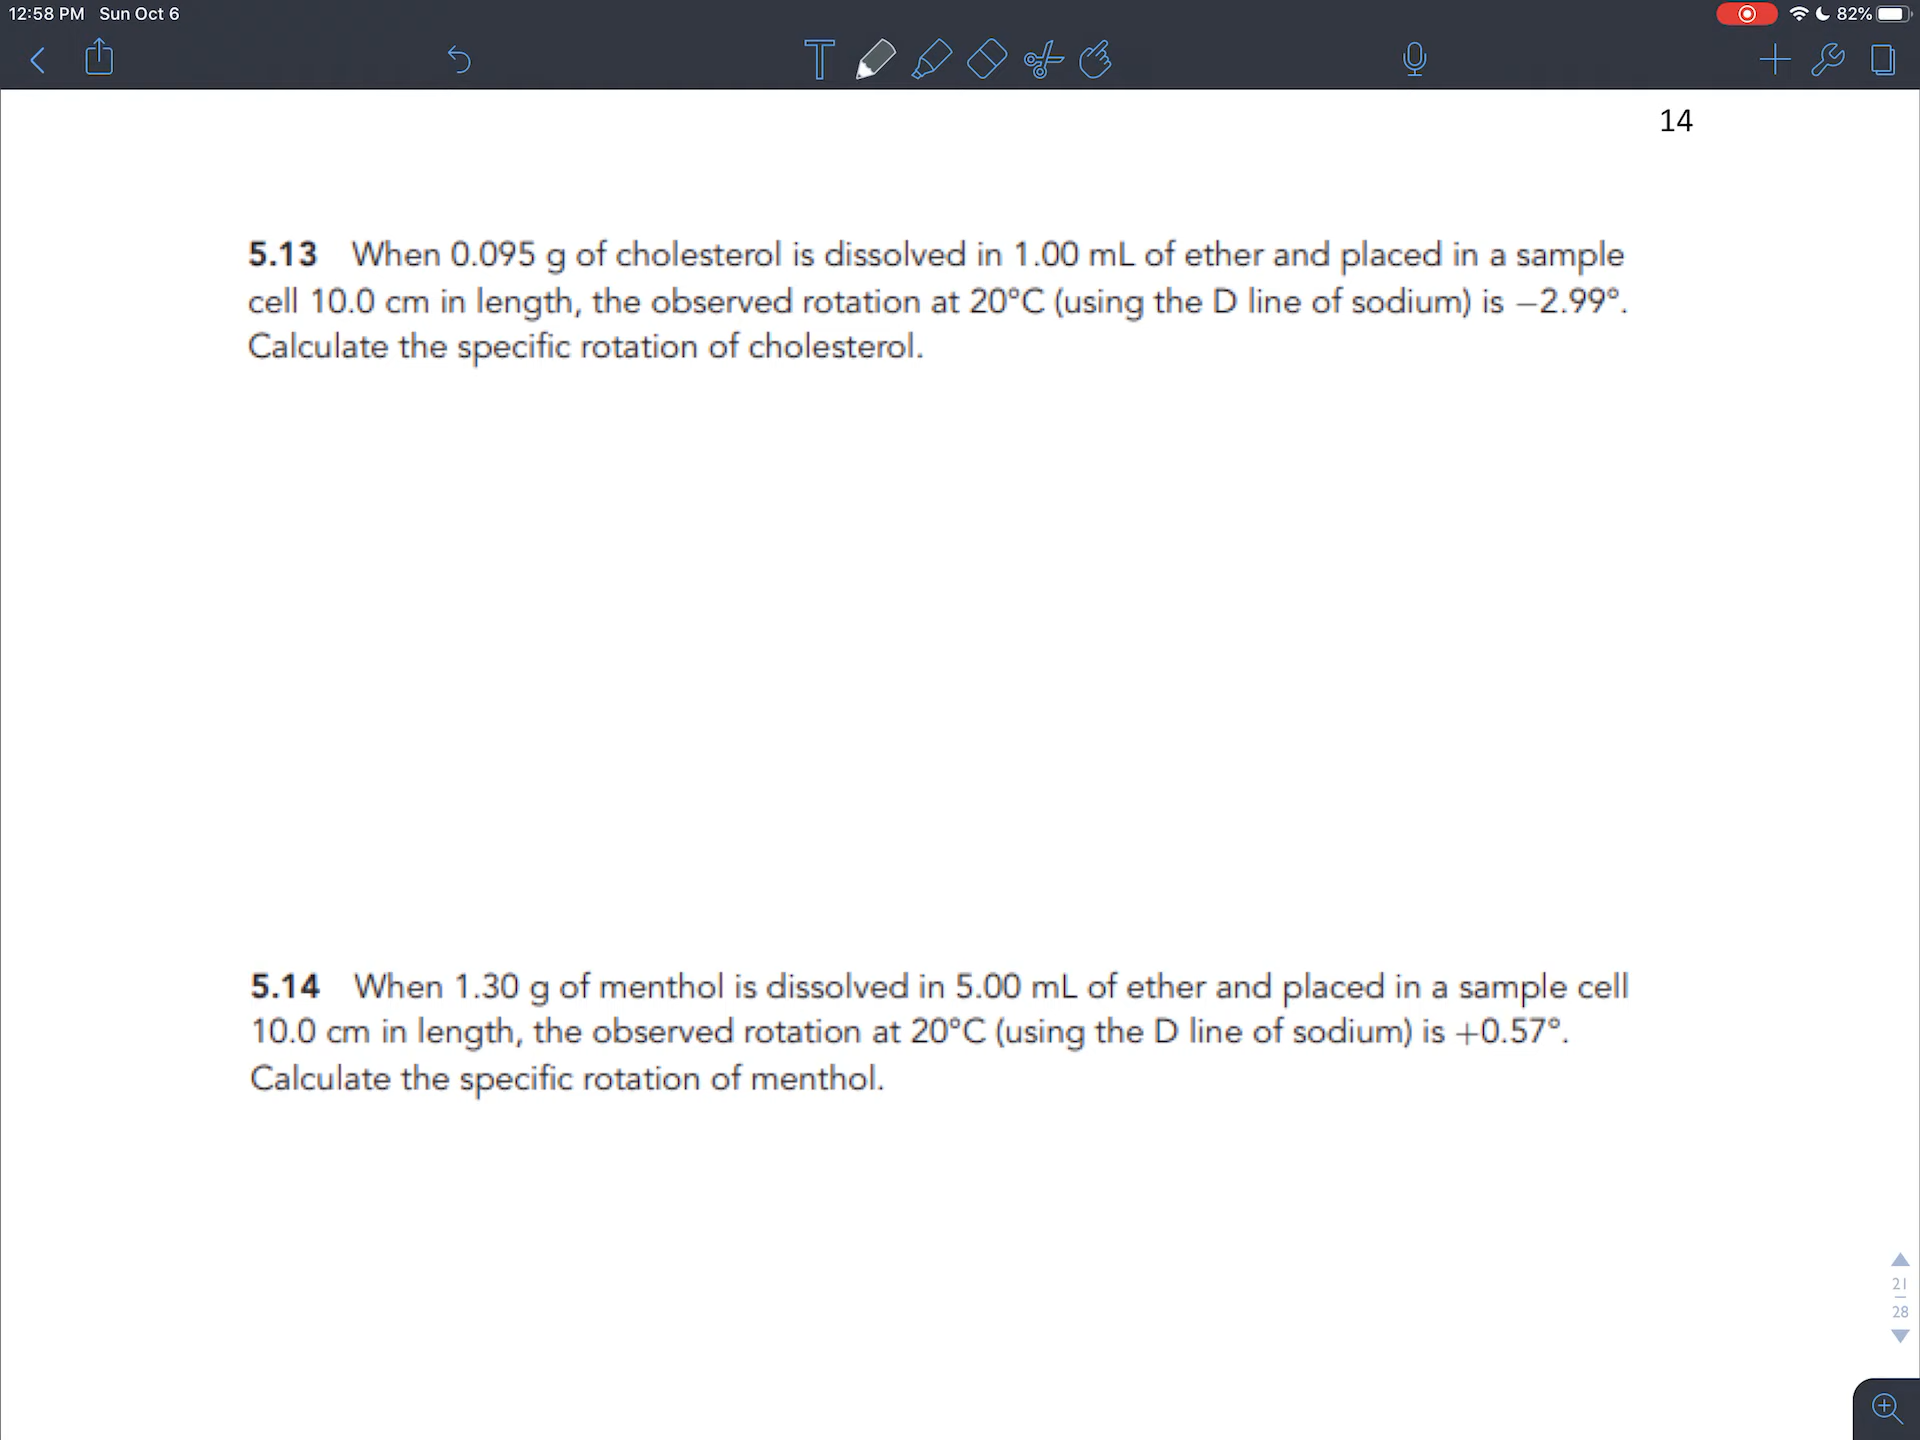 12:58 PM Sun Oct 6
82%
T
14
5.13 When 0.095 g of cholesterol is dissolved in 1.00 mL of ether and placed in a sample
cell 10.0 cm in length, the observed rotation at 20°C (using the D line of sodium) is −2.99°.
Calculate the specific rotation of cholesterol.
5.14 When 1.30 g of menthol is dissolved in 5.00 mL of ether and placed in a sample cell
10.0 cm in length, the observed rotation at 20°C (using the D line of sodium) is +0.57°.
Calculate the specific rotation of menthol.
21
28